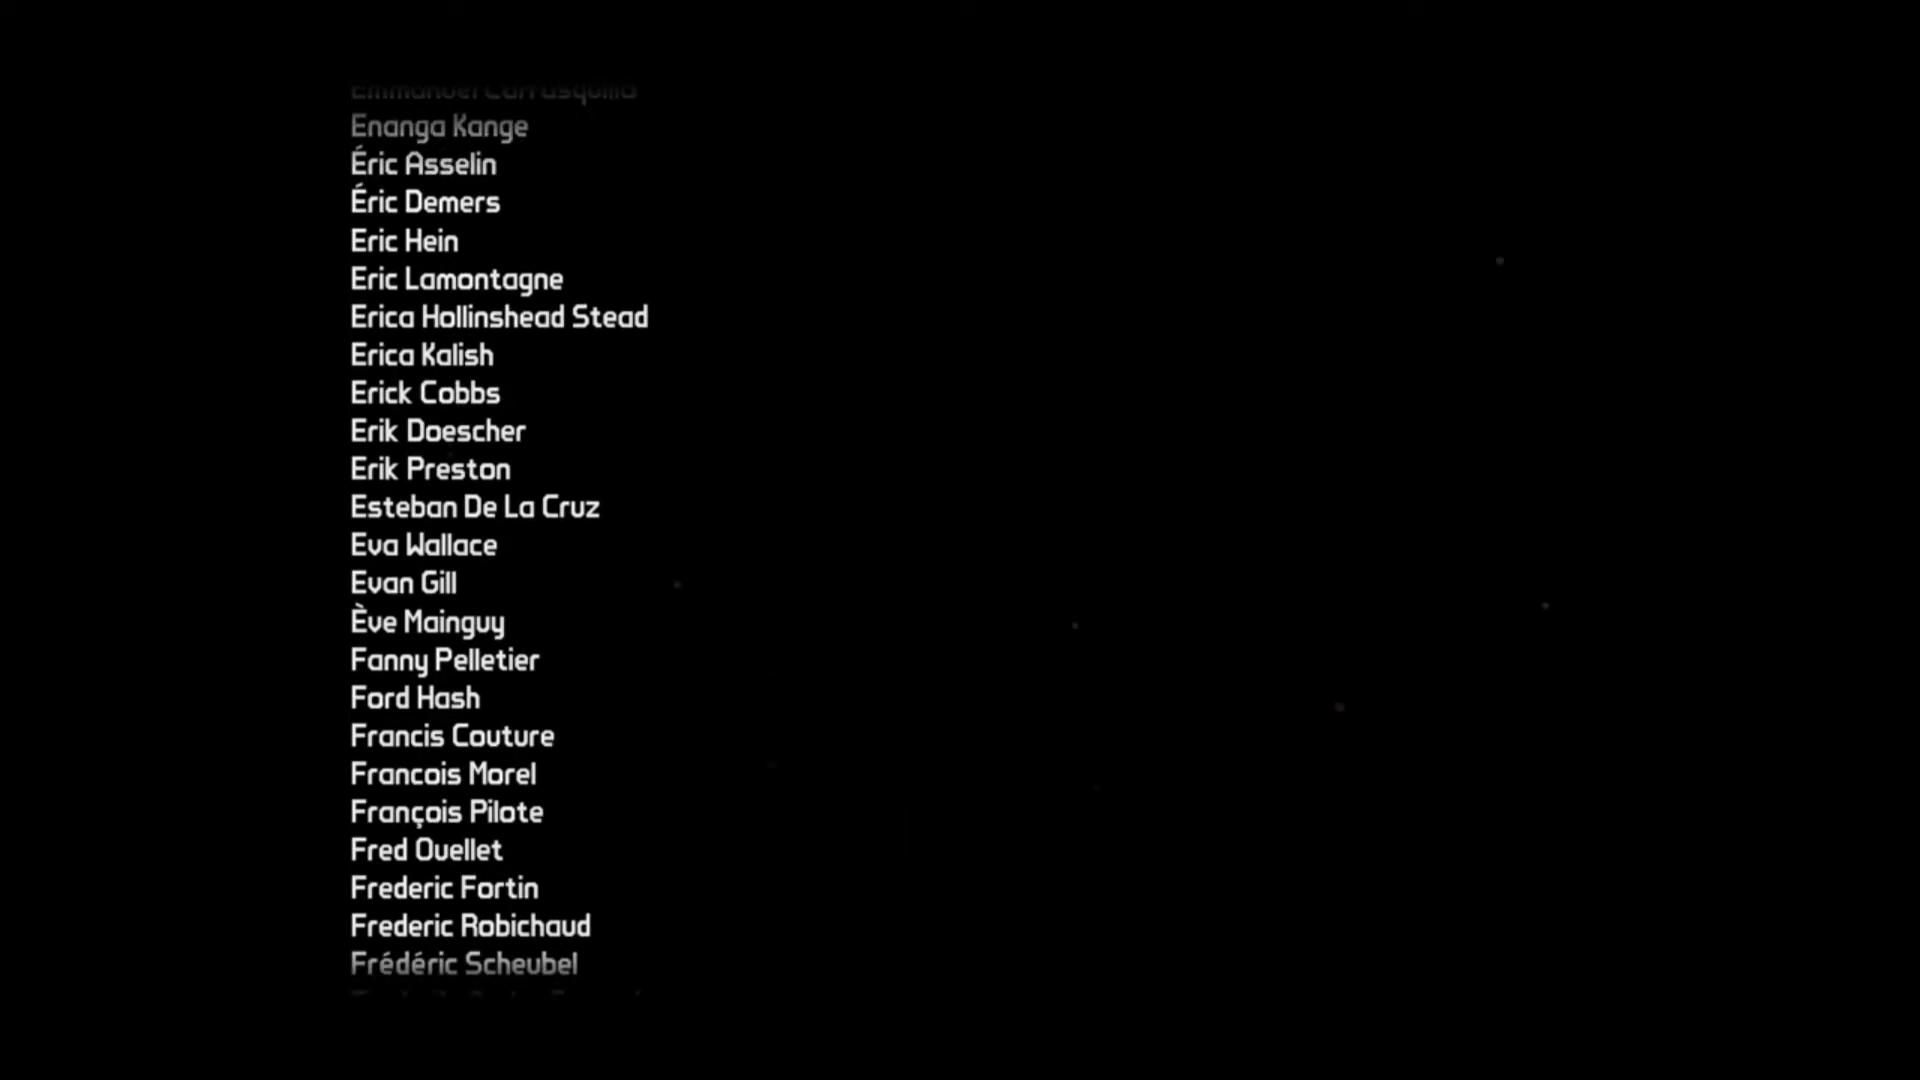 Emmanuel Carrasquilla
Enanga Kange
Éric Asselin
Éric Demers
Eric Hein
Eric Lamontagne
Erica Hollinshead Stead
Erica Kalish
Erick Cobbs
Erik Doescher
Erik Preston
Esteban De La Cruz
Eva Wallace
Evan Gill
Ève Mainguy
Fanny Pelletier
Ford Hash
Francis Couture
Francois Morel
François Pilote
Fred Ouellet
Frederic Fortin
Frederic Robichaud
Frédéric Scheubel